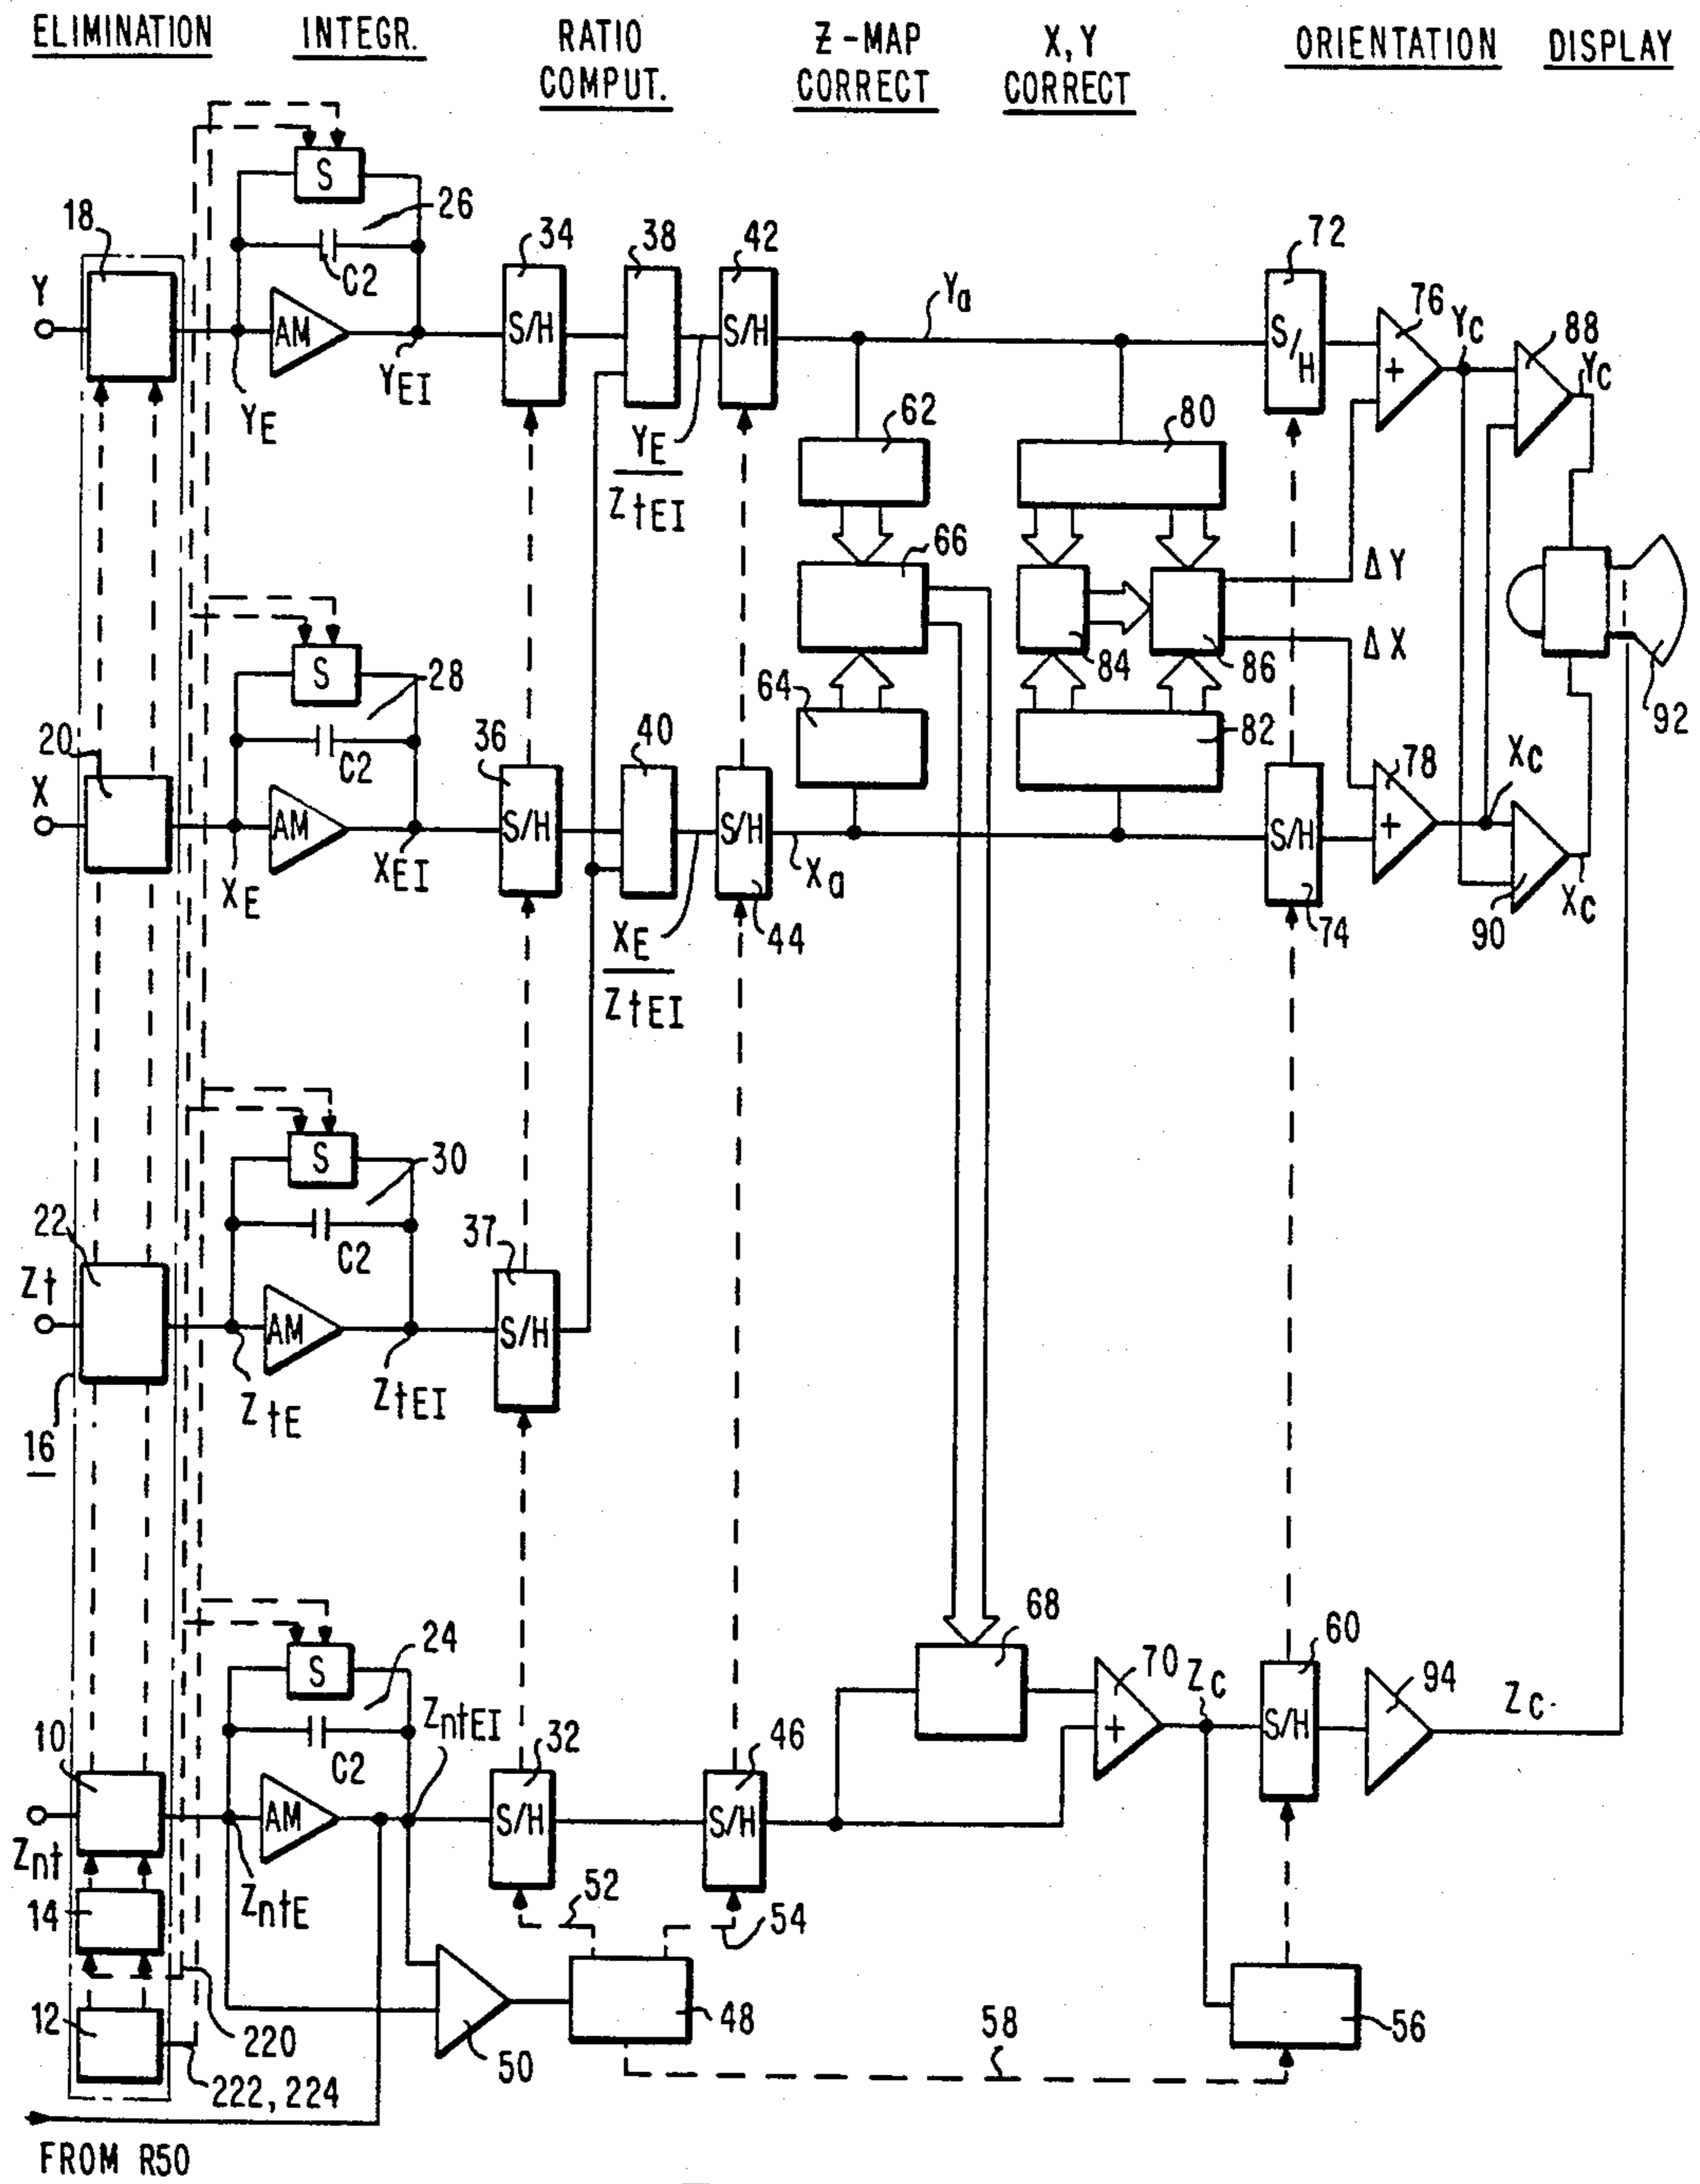 ELIMINATION
INTEGR.
RATIO
COMPUT.
Z-MAP
CORRECT
X, Y
CORRECT
ORIENTATION
DISPLAY
S
26
C2
18
Y
AM
YE
YEI
34
S/H
38
42
S/H
Ya
72
S/H
76
+
YC
88
YC
YE
ZtEI
62
80
66
ΔY
ΔX
84
86
92
S
28
C2
20
X
AM
XE
XEI
36
S/H
40
S/H
44
XE
ZtEI
64
82
Xa
S/H
74
78
+
XC
90
XC
S
30
C2
22
Zt
AM
ZtE
ZtEI
37
S/H
16
S
24
C2
ZntEI
10
Znt
AM
ZntE
32
S/H
46
S/H
68
70
+
ZC
60
S/H
94
ZC
14
12
52
54
48
50
58
56
220
222, 224
FROM R50